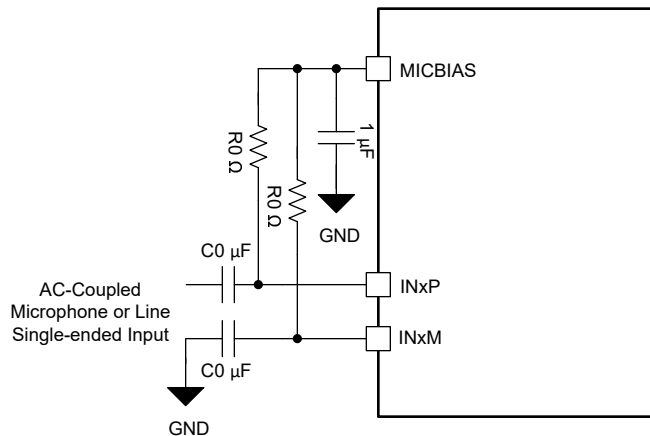 MICBIAS
R0 Ω
R0 Ω
1 µF
GND
C0 µF
AC-Coupled
Microphone or Line
Single-ended Input
INxP
INxM
C0 µF
GND